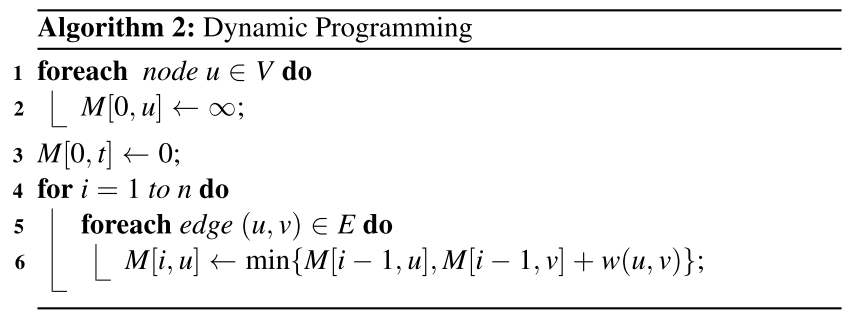 Algorithm 2: Dynamic Programming
1 foreach node u ∈ V do
2 M[0, u] ← ∞;
3 M[0, t] ← 0;
4 for i = 1 to n do
5 foreach edge (u, v) ∈ E do
6 M[i, u] ← min{M[i − 1, u], M[i − 1, v] + w(u, v)};